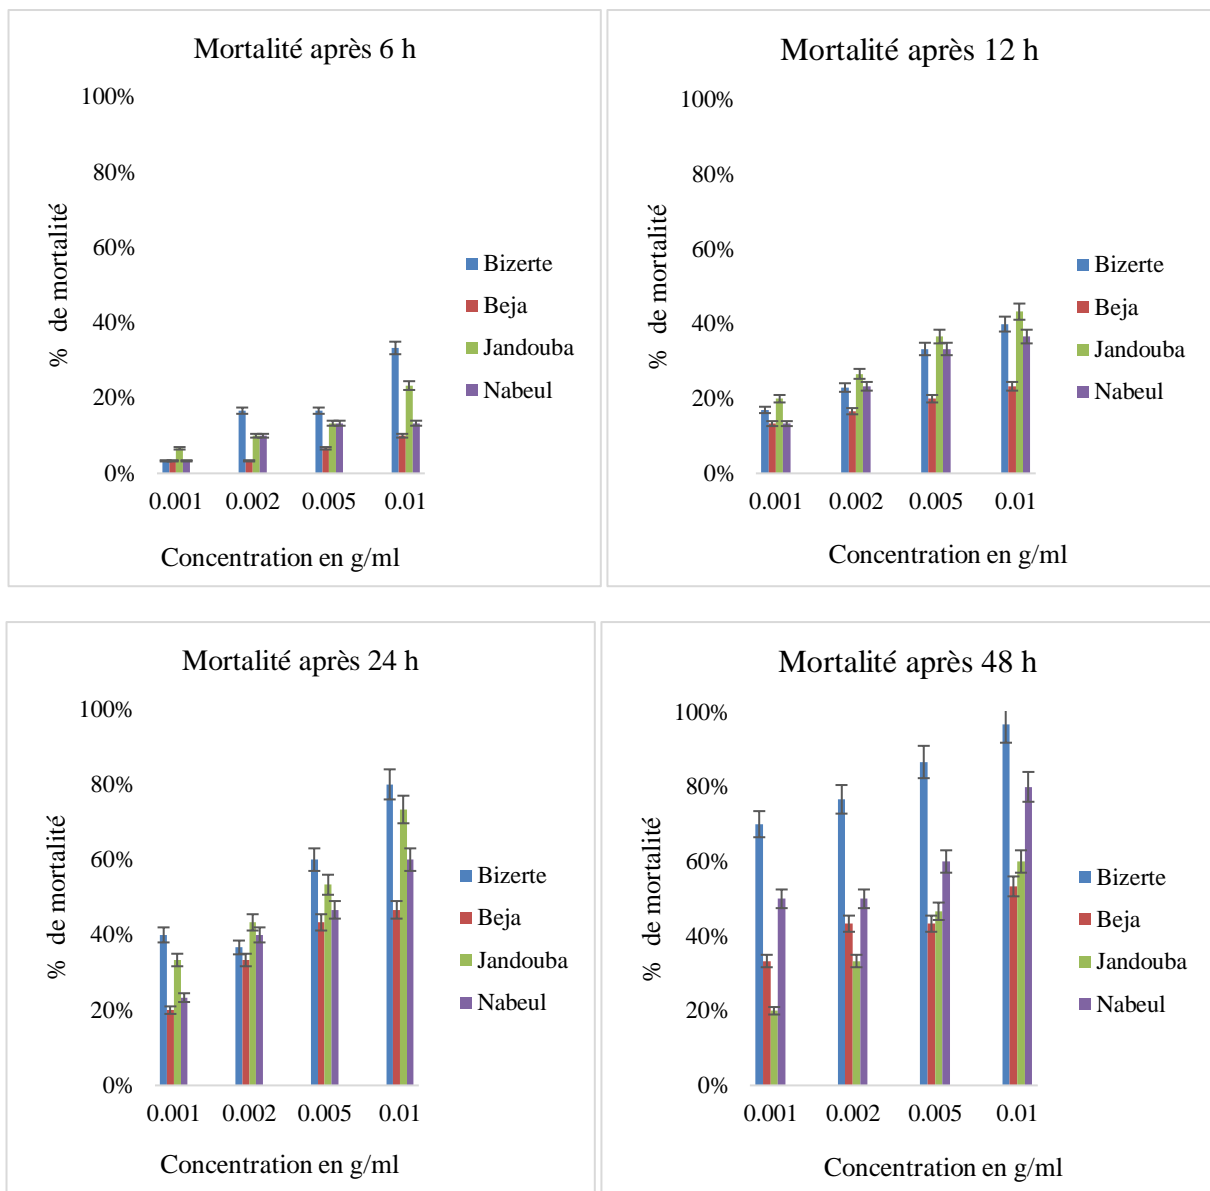 Mortalité après 6 h
100%
80%
60%
40%
20%
0%
% de mortalité
0.001 0.002 0.005 0.01
Concentration en g/ml
Bizerte
Beja
Jandouba
Nabeul
Mortalité après 12 h
100%
80%
60%
40%
20%
0%
% de mortalité
0.001 0.002 0.005 0.01
Concentration en g/ml
Bizerte
Beja
Jandouba
Nabeul
Mortalité après 24 h
100%
80%
60%
40%
20%
0%
% de mortalité
0.001 0.002 0.005 0.01
Concentration en g/ml
Bizerte
Beja
Jandouba
Nabeul
Mortalité après 48 h
100%
80%
60%
40%
20%
0%
% de mortalité
0.001 0.002 0.005 0.01
Concentration en g/ml
Bizerte
Beja
Jandouba
Nabeul